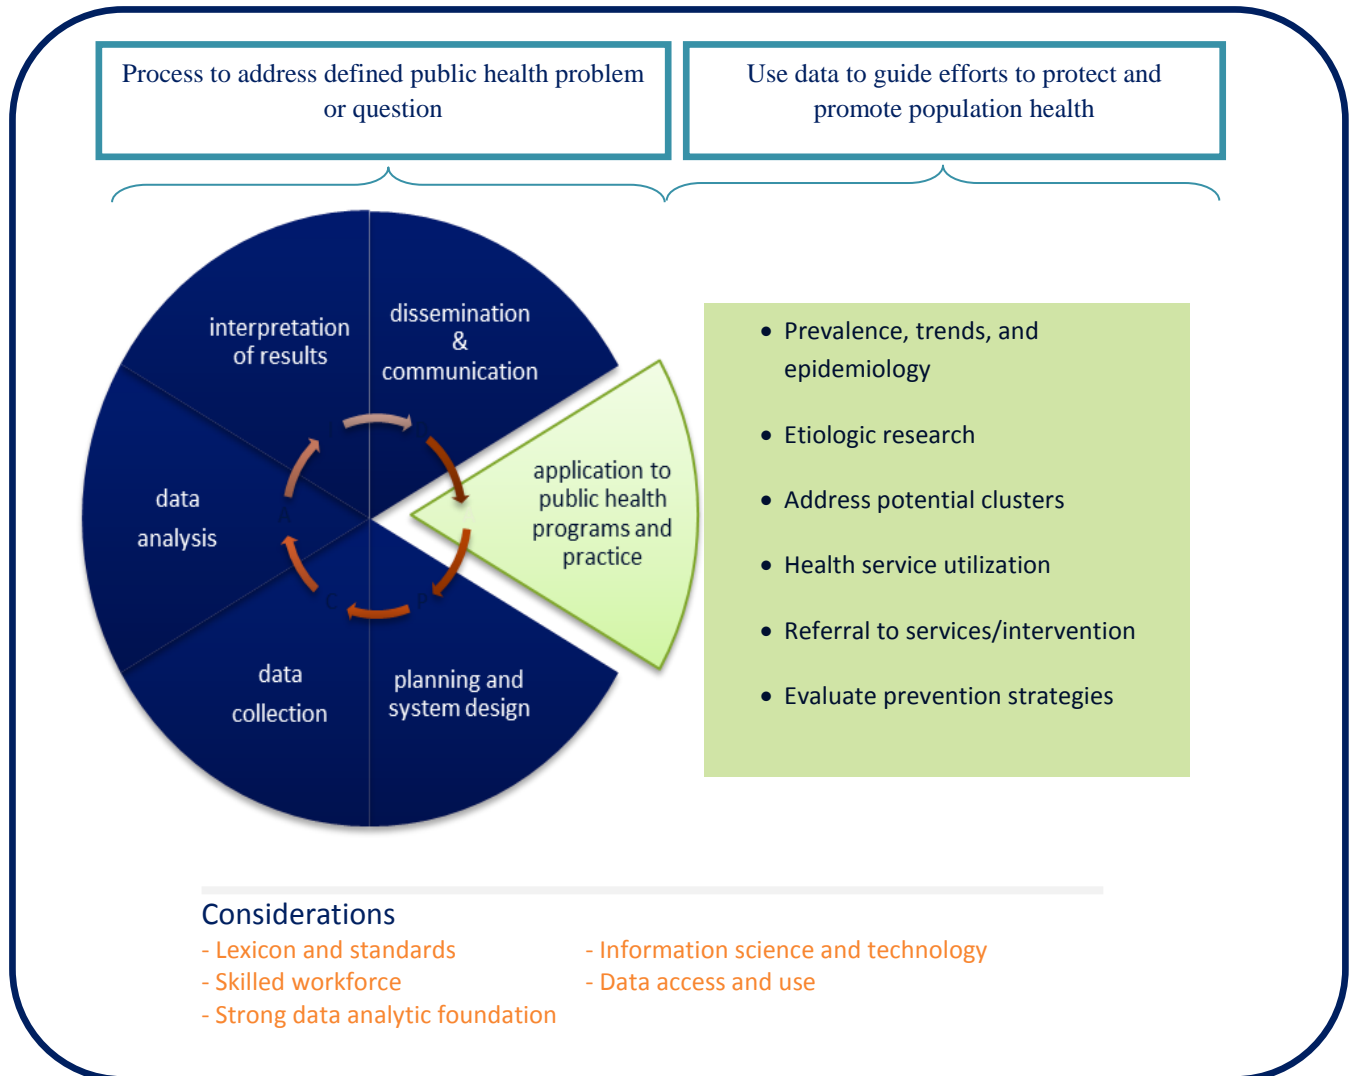 Process to address defined public health problem
or question
Use data to guide efforts to protect and
promote population health
interpretation
of results
dissemination
&
communication
data
analysis
application to
public health
programs and
practice
data
collection
planning and
system design
A
C
P
• Prevalence, trends, and
epidemiology
• Etiologic research
• Address potential clusters
• Health service utilization
• Referral to services/intervention
• Evaluate prevention strategies
Considerations
- Lexicon and standards
- Skilled workforce
- Strong data analytic foundation
- Information science and technology
- Data access and use